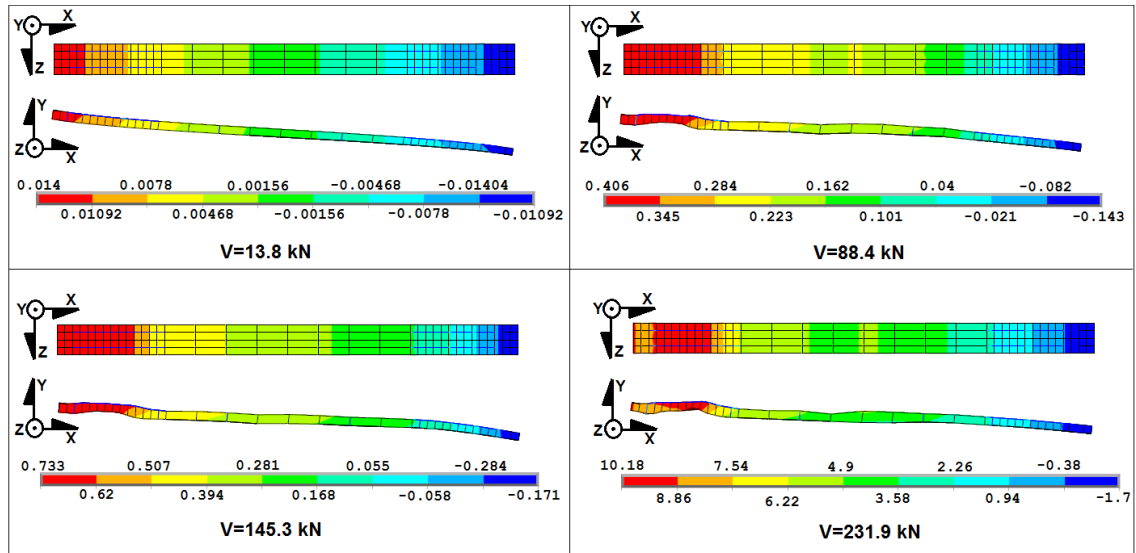 Y X
Z
Y
Z X
0.014 0.0078 0.00156 -0.00468 -0.01404
0.01092 0.00468 -0.00156 -0.0078 -0.01092
V=13.8 kN
Y X
Z
Y
Z X
0.406 0.284 0.162 0.04 -0.082
0.345 0.223 0.101 -0.021 -0.143
V=88.4 kN
Y X
Z
Y
Z X
0.733 0.507 0.281 0.055 -0.284
0.62 0.394 0.168 -0.058 -0.171
V=145.3 kN
Y X
Z
Y
Z X
10.18 7.54 4.9 2.26 -0.38
8.86 6.22 3.58 0.94 -1.7
V=231.9 kN